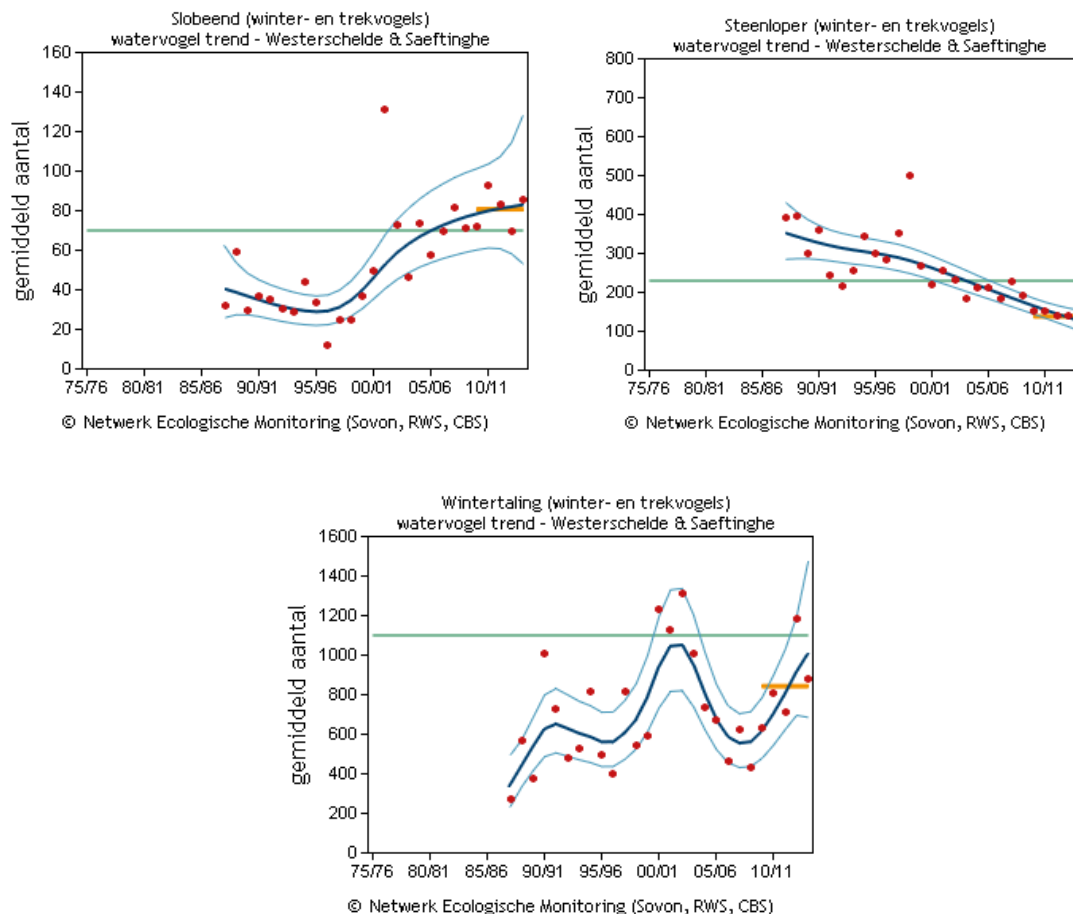 Slobeend (winter- en trekvogels)
watervogel trend - Westerschelde & Saeftinghe
gemiddeld aantal
160
140
120
100
80
60
40
20
0
75/76 80/81 85/86 90/91 95/96 00/01 05/06 10/11
© Netwerk Ecologische Monitoring (Sovon, RWS, CBS)
Steenloper (winter- en trekvogels)
watervogel trend - Westerschelde & Saeftinghe
gemiddeld aantal
800
700
600
500
400
300
200
100
0
75/76 80/81 85/86 90/91 95/96 00/01 05/06 10/11
© Netwerk Ecologische Monitoring (Sovon, RWS, CBS)
Wintertaling (winter- en trekvogels)
watervogel trend - Westerschelde & Saeftinghe
gemiddeld aantal
1600
1400
1200
1000
800
600
400
200
0
75/76 80/81 85/86 90/91 95/96 00/01 05/06 10/11
© Netwerk Ecologische Monitoring (Sovon, RWS, CBS)